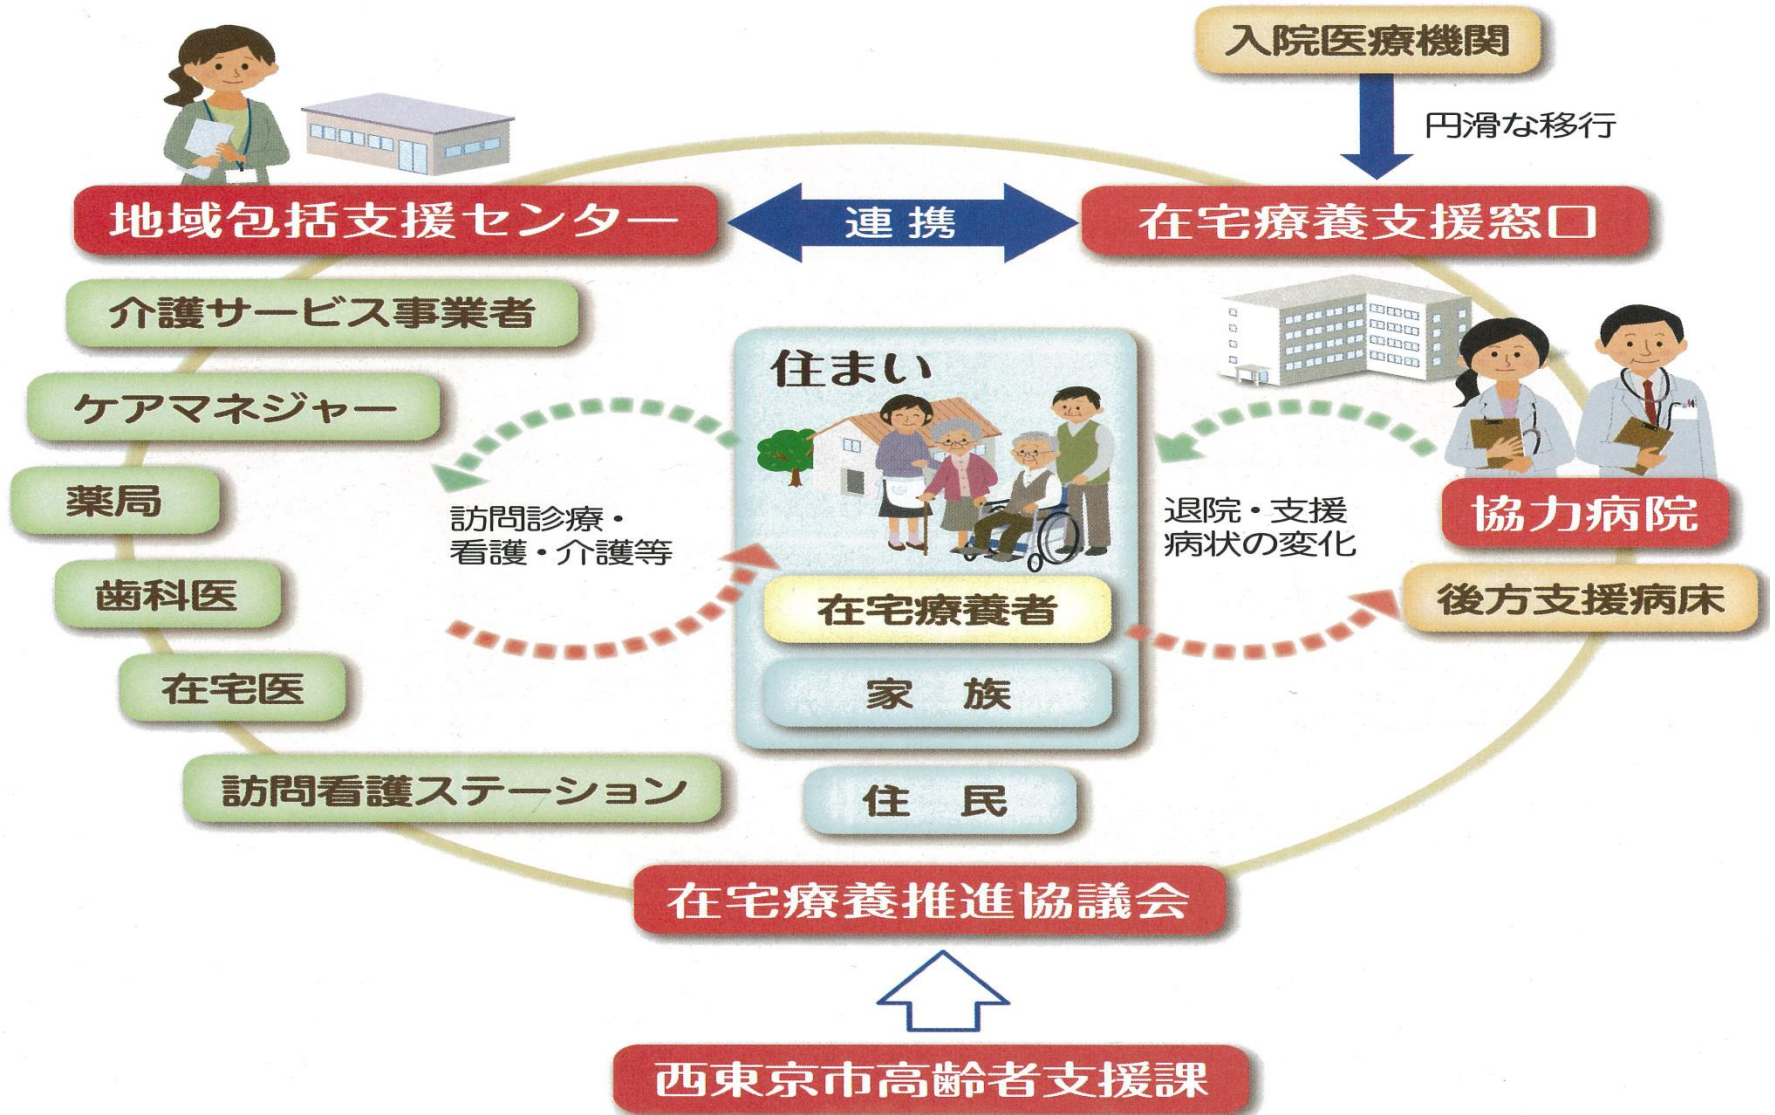 入院医療機関
円滑な移行
地域包括支援センター
連携
在宅療養支援窓口
介護サービス事業者
ケアマネジャー
薬局
歯科医
在宅医
訪問看護ステーション
訪問診療・
看護・介護等
住まい
在宅療養者
家　族
住　民
退院・支援
病状の変化
協力病院
後方支援病床
在宅療養推進協議会
西東京市高齢者支援課